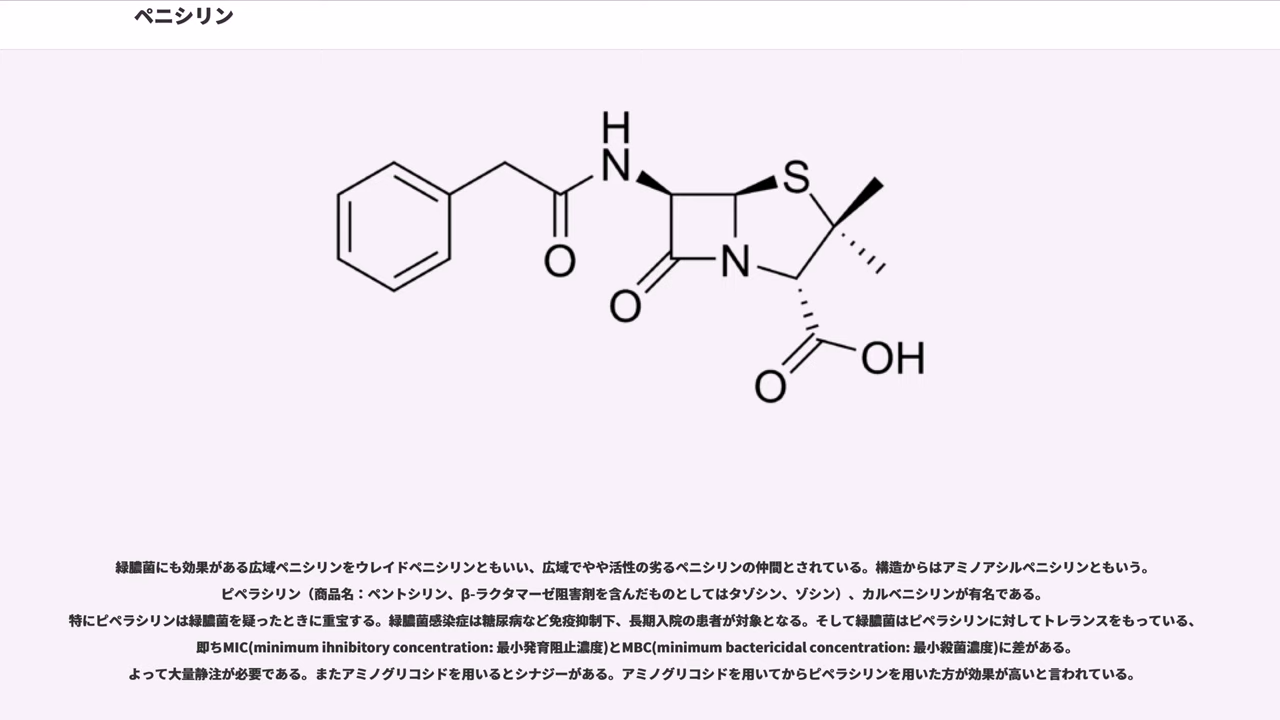 ペニシリン
H
N
S
O
N
O
OH
O
緑膿菌にも効果がある広域ペニシリンをウレイドペニシリンともいい、広域でやや活性の劣るペニシリンの仲間とされている。構造からはアミノアシルペニシリンともいう。
ピペラシリン（商品名：ペントシリン、β-ラクタマーゼ阻害剤を含んだものとしてはタゾシン、ゾシン）、カルベニシリンが有名である。
特にピペラシリンは緑膿菌を疑ったときに重宝する。緑膿菌感染症は糖尿病など免疫抑制下、長期入院の患者が対象となる。そして緑膿菌はピペラシリンに対してトレランスをもっている、
即ちMIC(minimum ihnibitory concentration: 最小発育阻止濃度)とMBC(minimum bactericidal concentration: 最小殺菌濃度)に差がある。
よって大量静注が必要である。またアミノグリコシドを用いるとシナジーがある。アミノグリコシドを用いてからピペラシリンを用いた方が効果が高いと言われている。